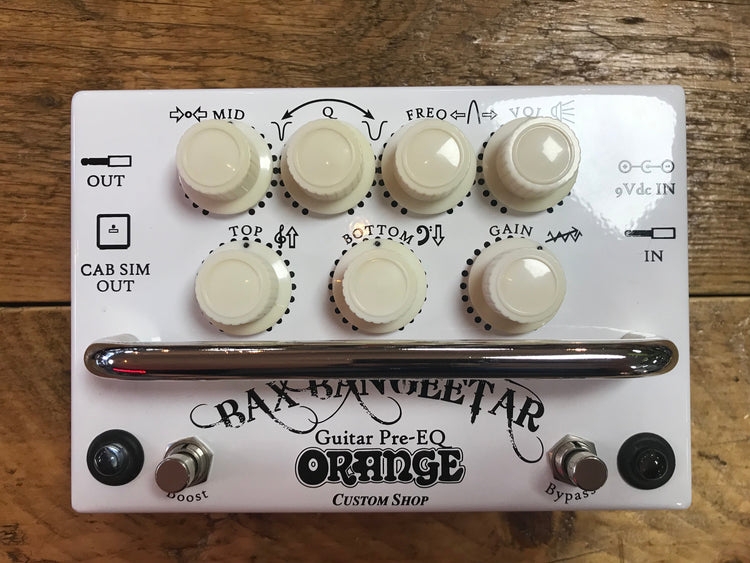 MID
Q
FREQ
VOL
OUT
9Vdc IN
CAB SIM
OUT
TOP
BOTTOM
GAIN
IN
BAX BANGEETAR
Guitar Pre-EQ
ORANGE
CUSTOM SHOP
Boost
Bypass